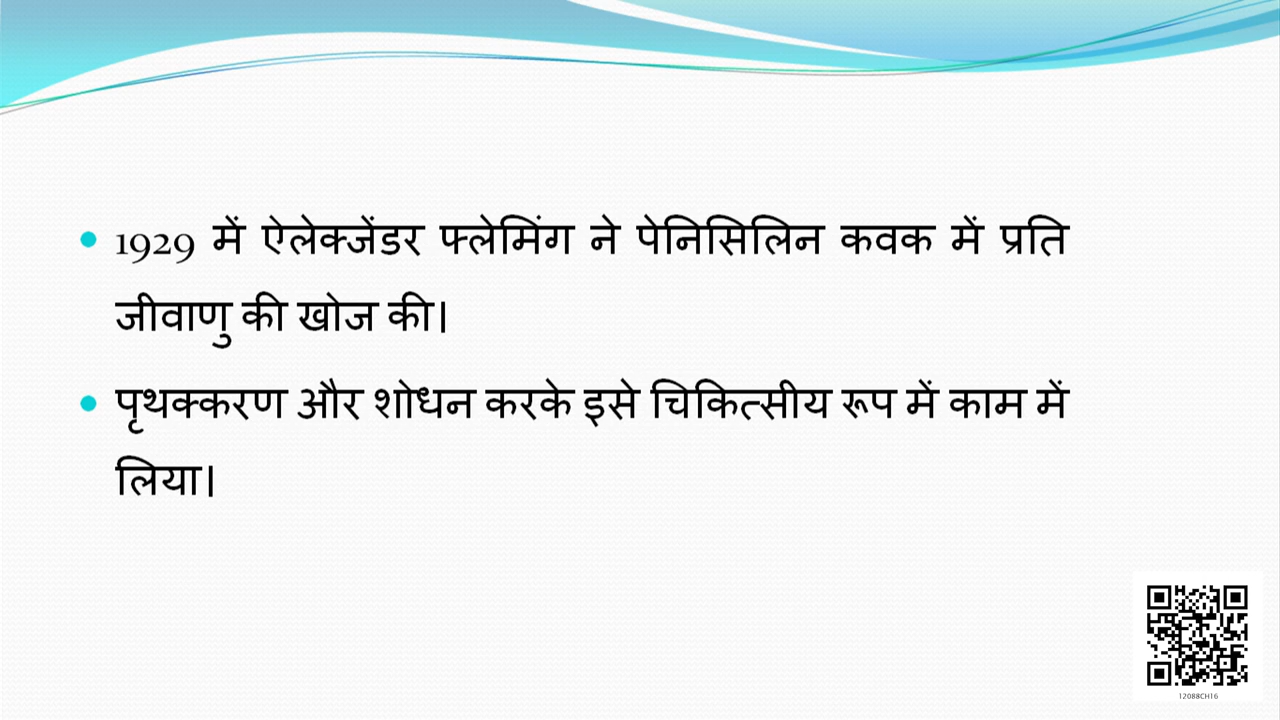 • 1929 में ऐलेक्जेंडर फ्लेमिंग ने पेनिसिलिन कवक में प्रति
जीवाणु की खोज की।
• पृथक्करण और शोधन करके इसे चिकित्सीय रूप में काम में
लिया।
12088CH16